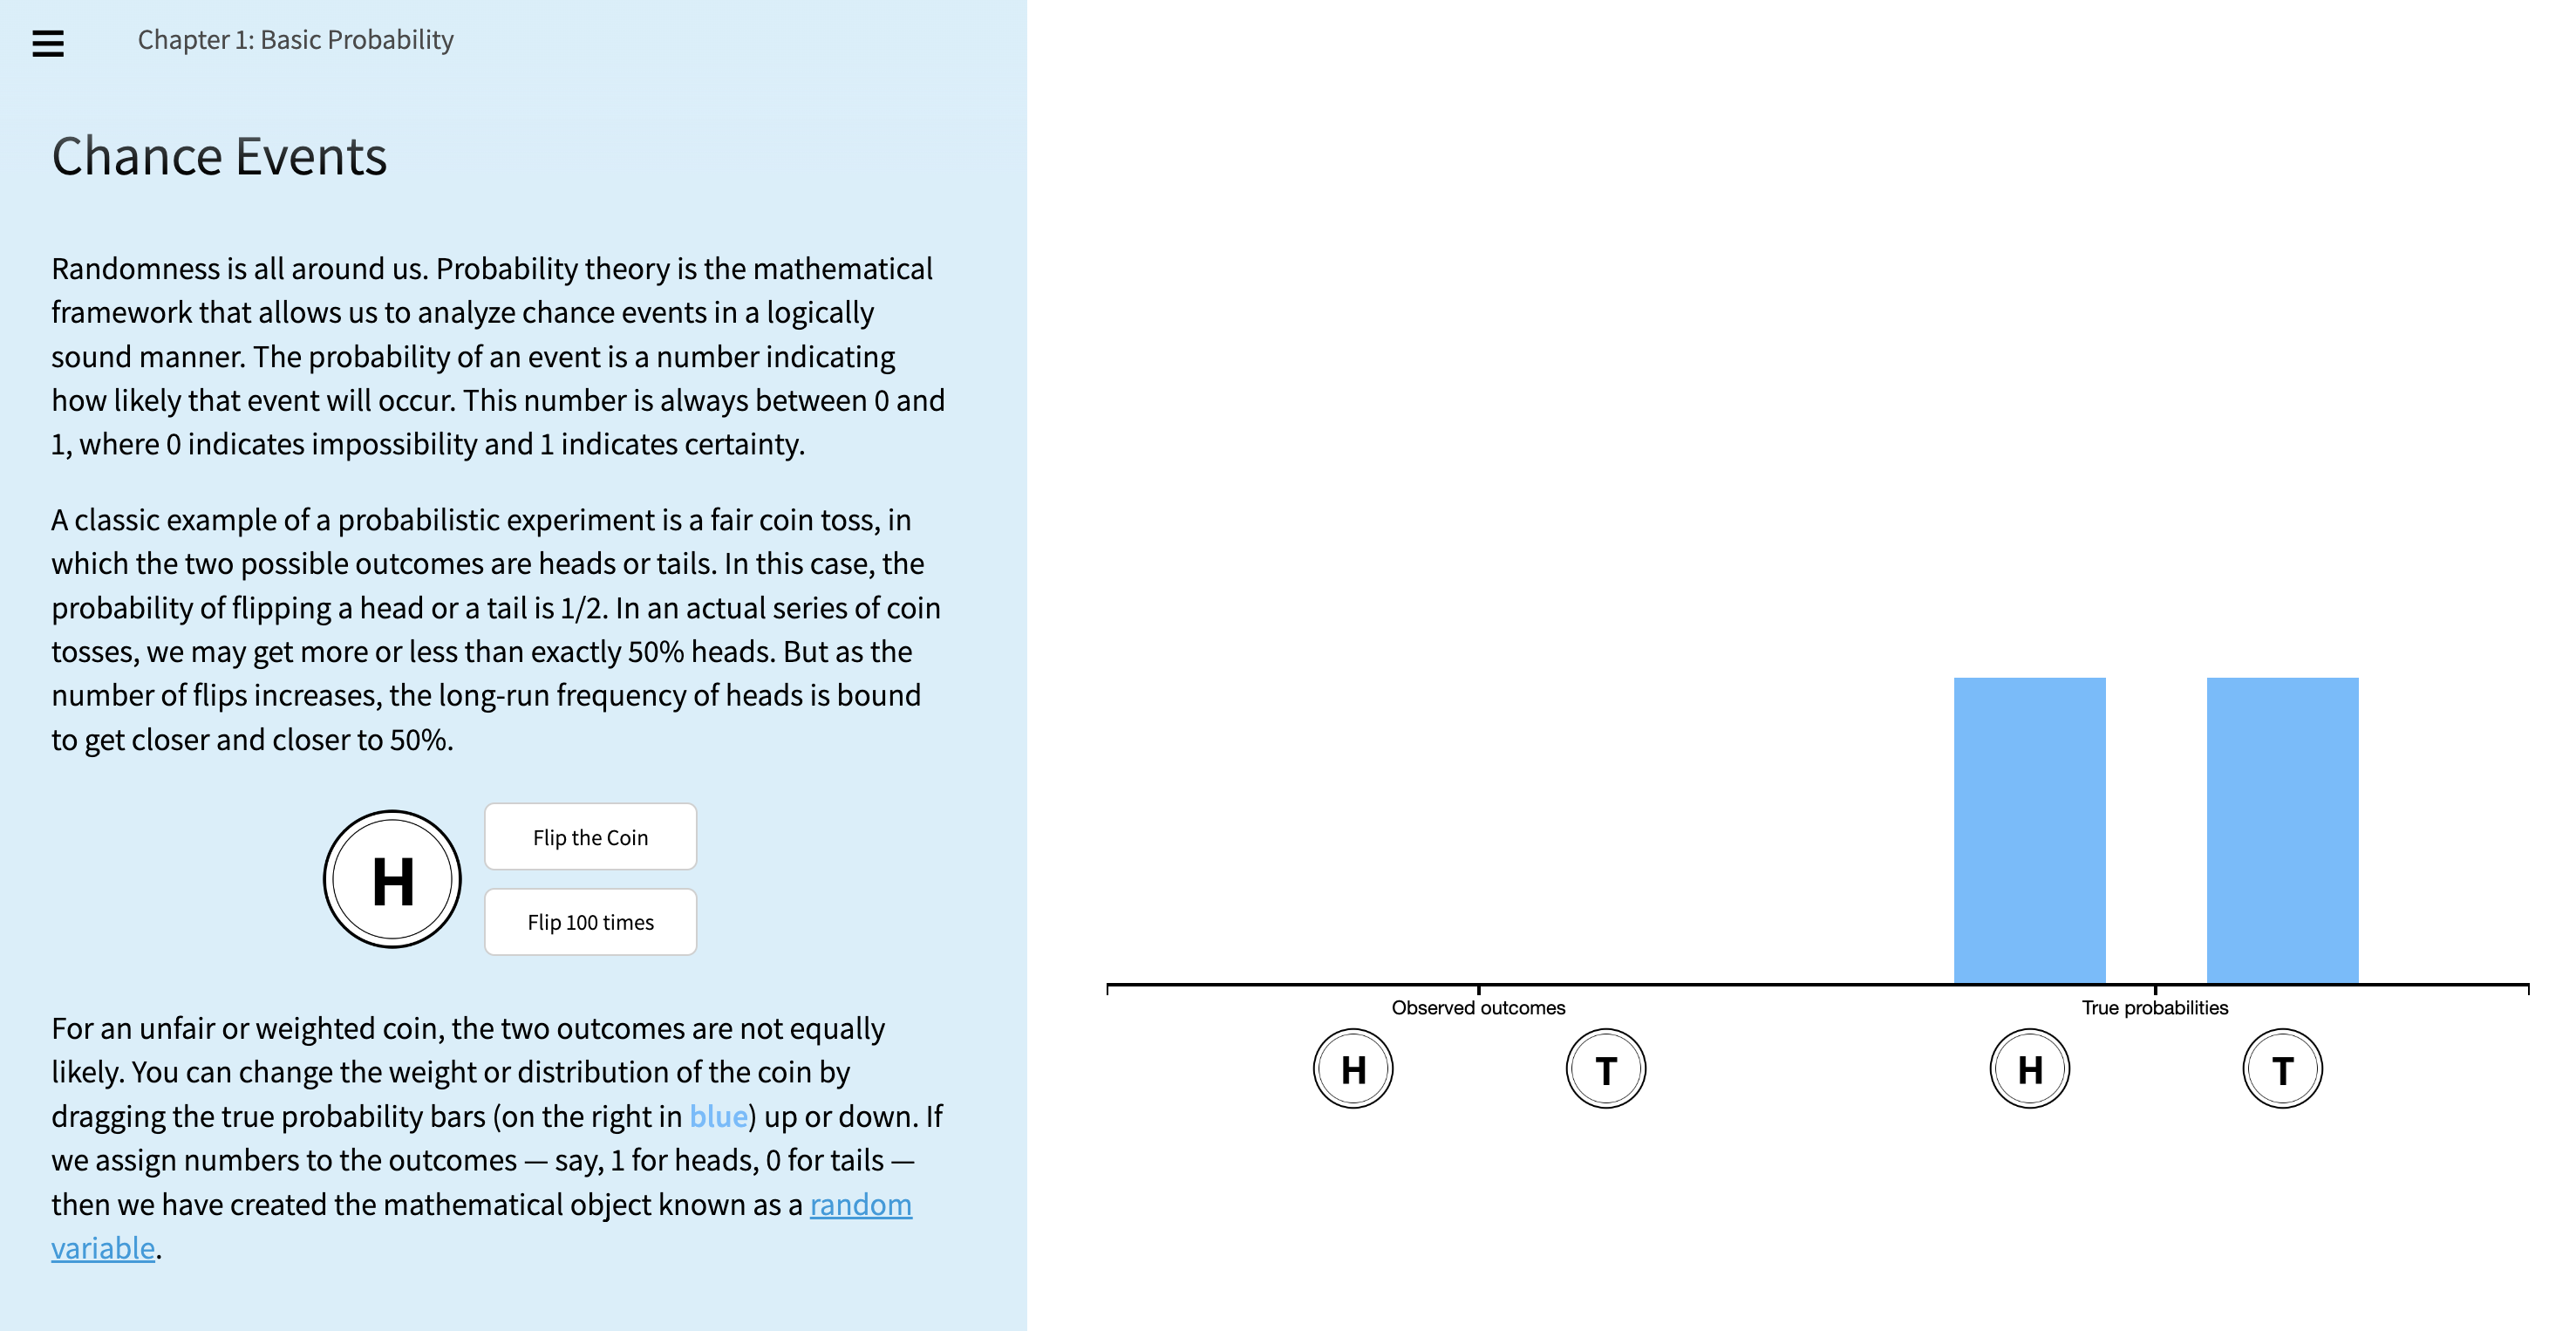 Chapter 1: Basic Probability
Chance Events
Randomness is all around us. Probability theory is the mathematical
framework that allows us to analyze chance events in a logically
sound manner. The probability of an event is a number indicating
how likely that event will occur. This number is always between 0 and
1, where 0 indicates impossibility and 1 indicates certainty.
A classic example of a probabilistic experiment is a fair coin toss, in
which the two possible outcomes are heads or tails. In this case, the
probability of flipping a head or a tail is 1/2. In an actual series of coin
tosses, we may get more or less than exactly 50% heads. But as the
number of flips increases, the long-run frequency of heads is bound
to get closer and closer to 50%.
H
Flip the Coin
Flip 100 times
For an unfair or weighted coin, the two outcomes are not equally
likely. You can change the weight or distribution of the coin by
dragging the true probability bars (on the right in blue) up or down. If
we assign numbers to the outcomes — say, 1 for heads, 0 for tails —
then we have created the mathematical object known as a random
variable.
Observed outcomes
H T
True probabilities
H T